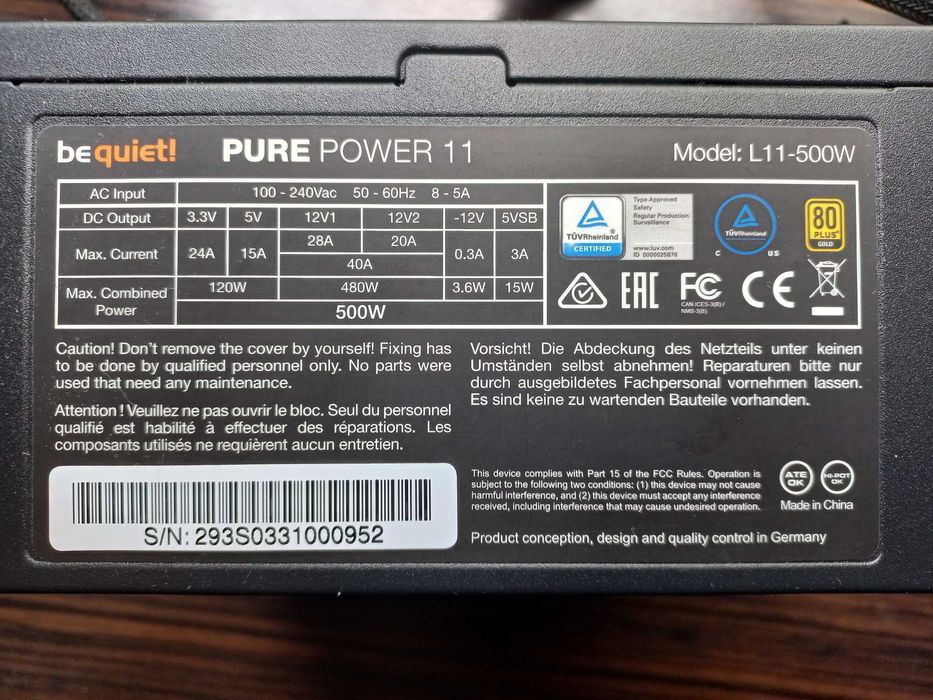 be quiet! PURE POWER 11 Model: L11-500W
AC Input 100 - 240Vac 50 - 60Hz 8 - 5A
DC Output 3.3V 5V 12V1 12V2 -12V 5VSB
Max. Current 24A 15A 28A 20A 0.3A 3A
40A
Max. Combined Power 120W 480W 3.6W 15W
500W
TÜVRheinland
CERTIFIED
Type Approved
Safety
Regular Production
Surveillance
www.tuv.com
ID 0000025876
TÜVRheinland
C US
80
PLUS
GOLD
EAC
FC
CAN ICES-3(B)/
NMB-3(B)
CE
Caution! Don't remove the cover by yourself! Fixing has
to be done by qualified personnel only. No parts were
used that need any maintenance.
Attention ! Veuillez ne pas ouvrir le bloc. Seul du personnel
qualifié est habilité à effectuer des réparations. Les
composants utilisés ne requièrent aucun entretien.
Vorsicht! Die Abdeckung des Netzteils unter keinen
Umständen selbst abnehmen! Reparaturen bitte nur
durch ausgebildetes Fachpersonal vornehmen lassen.
Es sind keine zu wartenden Bauteile vorhanden.
S/N: 293S0331000952
This device complies with Part 15 of the FCC Rules. Operation is
subject to the following two conditions: (1) this device may not cause
harmful interference, and (2) this device must accept any interference
received, including interference that may cause undesired operation.
ATE
OK
HI-POT
OK
Made in China
Product conception, design and quality control in Germany